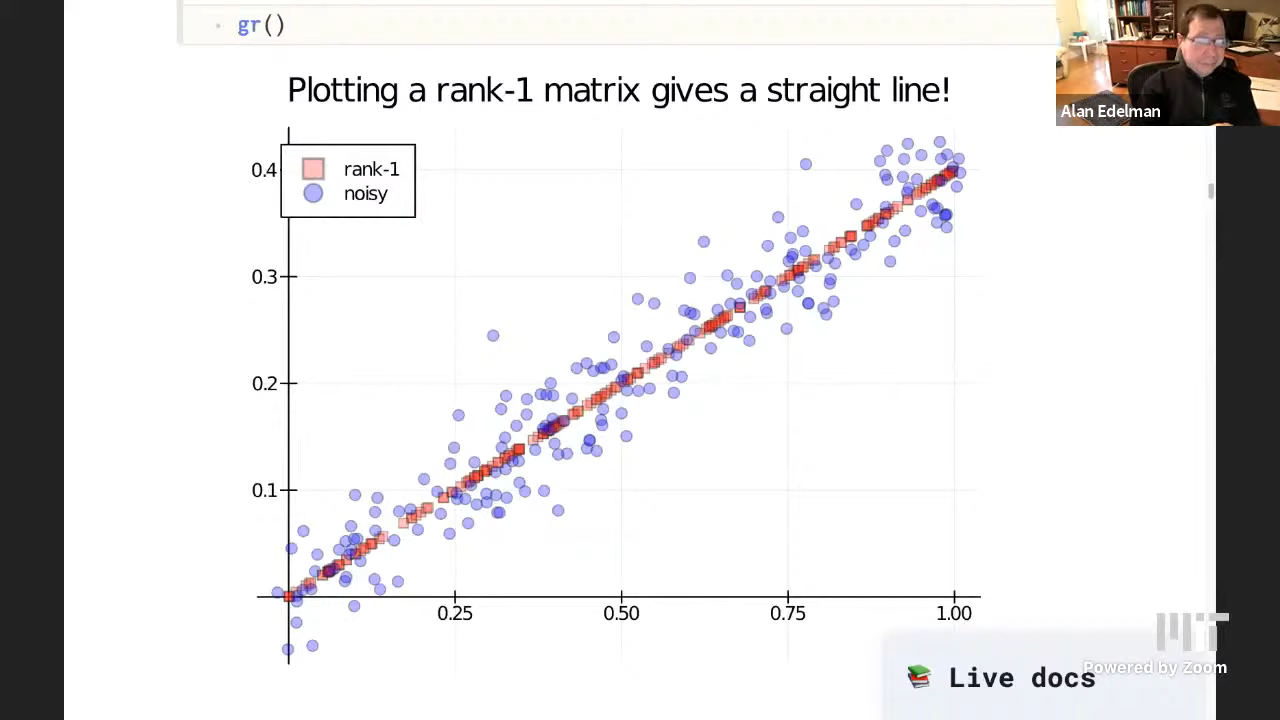 gr()
Alan Edelman
Plotting a rank-1 matrix gives a straight line!
rank-1
noisy
0.4
0.3
0.2
0.1
0.25 0.50 0.75 1.00
MIT
Powered by Zoom
📚 Live docs